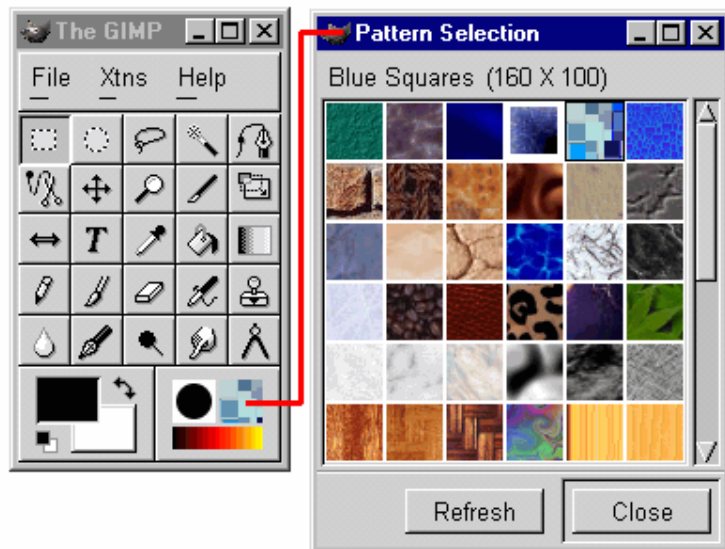 The GIMP
File Xtns Help
T
Pattern Selection
Blue Squares (160 X 100)
Refresh Close